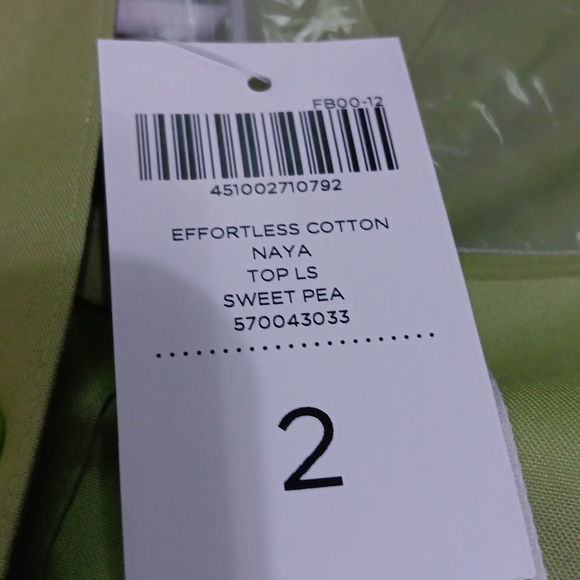 FB00-12
451002710792
EFFORTLESS COTTON
NAYA
TOP LS
SWEET PEA
570043033
2